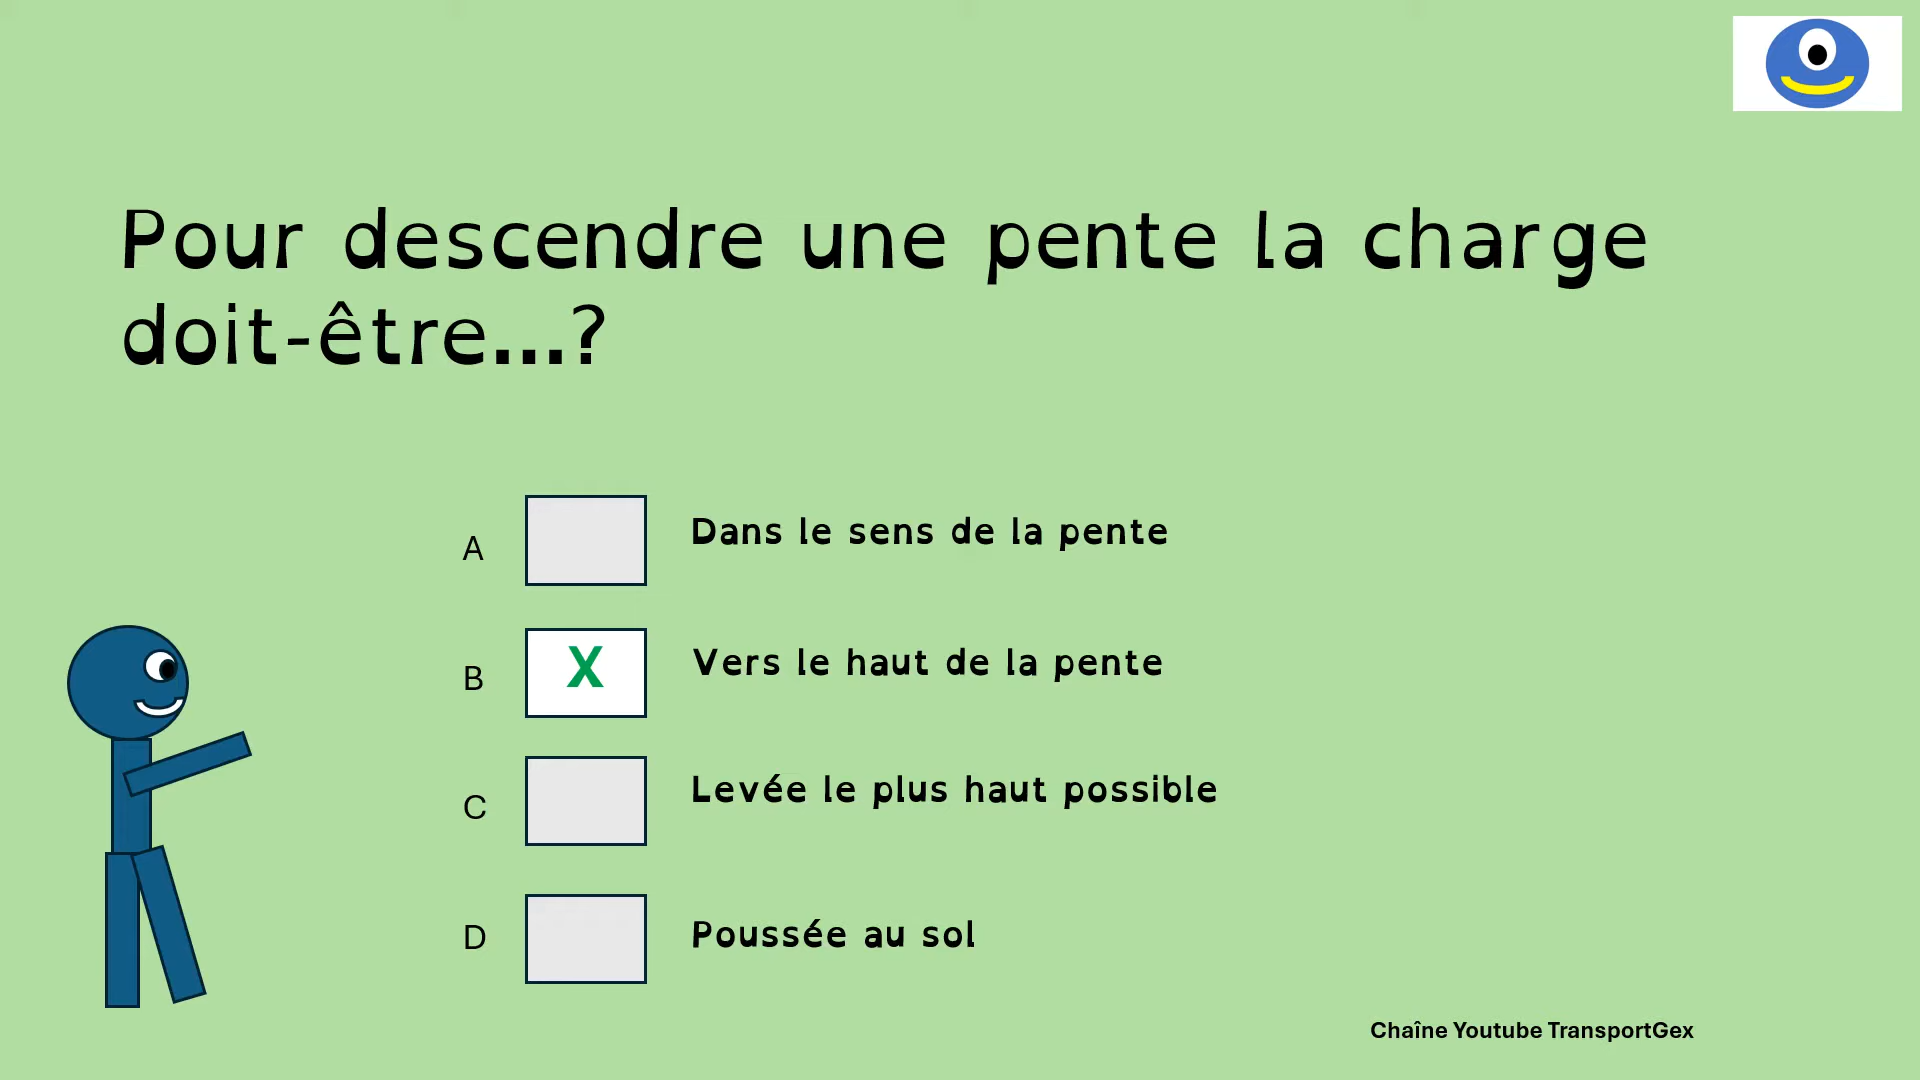 Pour descendre une pente la charge
doit-être...?
A
Dans le sens de la pente
B
X
Vers le haut de la pente
C
Levée le plus haut possible
D
Poussée au sol
Chaîne Youtube TransportGex